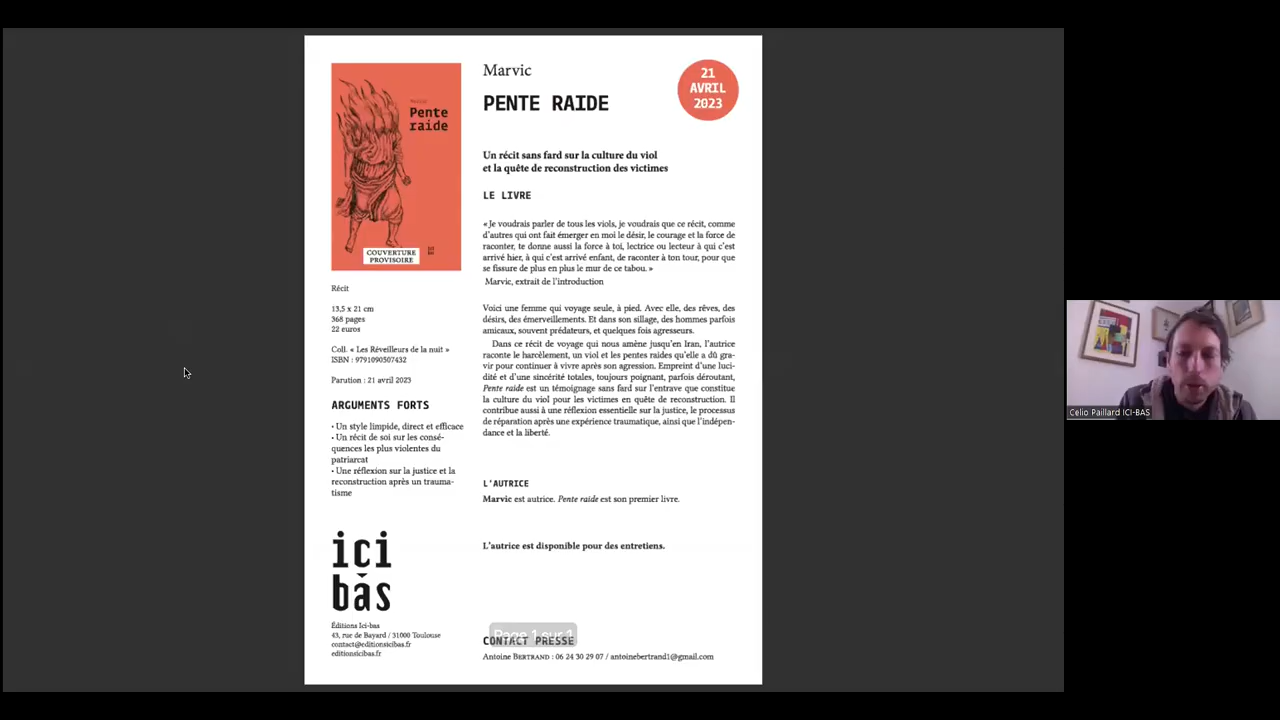 Marvic
PENTE RAIDE
21
AVRIL
2023
Pente
raide
COUVERTURE
PROVISOIRE
Récit
13,5 x 21 cm
368 pages
22 euros
Coll. « Les Réveilleurs de la nuit »
ISBN : 9791090507432
Parution : 21 avril 2023
ARGUMENTS FORTS
• Un style limpide, direct et efficace
• Un récit de soi sur les consé-
quences les plus violentes du
patriarcat
• Une réflexion sur la justice et la
reconstruction après un trauma-
tisme
ici
bas
Éditions Ici-bas
43, rue de Bayard / 31000 Toulouse
contact@editionsicibas.fr
editionsicibas.fr
Un récit sans fard sur la culture du viol
et la quête de reconstruction des victimes
LE LIVRE
« Je voudrais parler de tous les viols, je voudrais que ce récit, comme
d'autres qui ont fait émerger en moi le désir, le courage et la force de
raconter, te donne aussi la force à toi, lectrice ou lecteur à qui c'est
arrivé hier, à qui c'est arrivé enfant, de raconter à ton tour, pour que
se fissure de plus en plus le mur de ce tabou. »
Marvic, extrait de l'introduction
Voici une femme qui voyage seule, à pied. Avec elle, des rêves, des
désirs, des émerveillements. Et dans son sillage, des hommes parfois
amicaux, souvent prédateurs, et quelques fois agresseurs.
Dans ce récit de voyage qui nous amène jusqu'en Iran, l'autrice
raconte le harcèlement, un viol et les pentes raides qu'elle a dû gra-
vir pour continuer à vivre après son agression. Empreint d'une luci-
dité et d'une sincérité totales, toujours poignant, parfois déroutant,
Pente raide est un témoignage sans fard sur l'entrave que constitue
la culture du viol pour les victimes en quête de reconstruction. Il
contribue aussi à une réflexion essentielle sur la justice, le processus
de réparation après une expérience traumatique, ainsi que l'indépen-
dance et la liberté.
L'AUTRICE
Marvic est autrice. Pente raide est son premier livre.
L'autrice est disponible pour des entretiens.
Page 1 sur 1
CONTACT PRESSE
Antoine BERTRAND : 06 24 30 29 07 / antoinebertrand1@gmail.com
Celio Paillard ICI-BAS